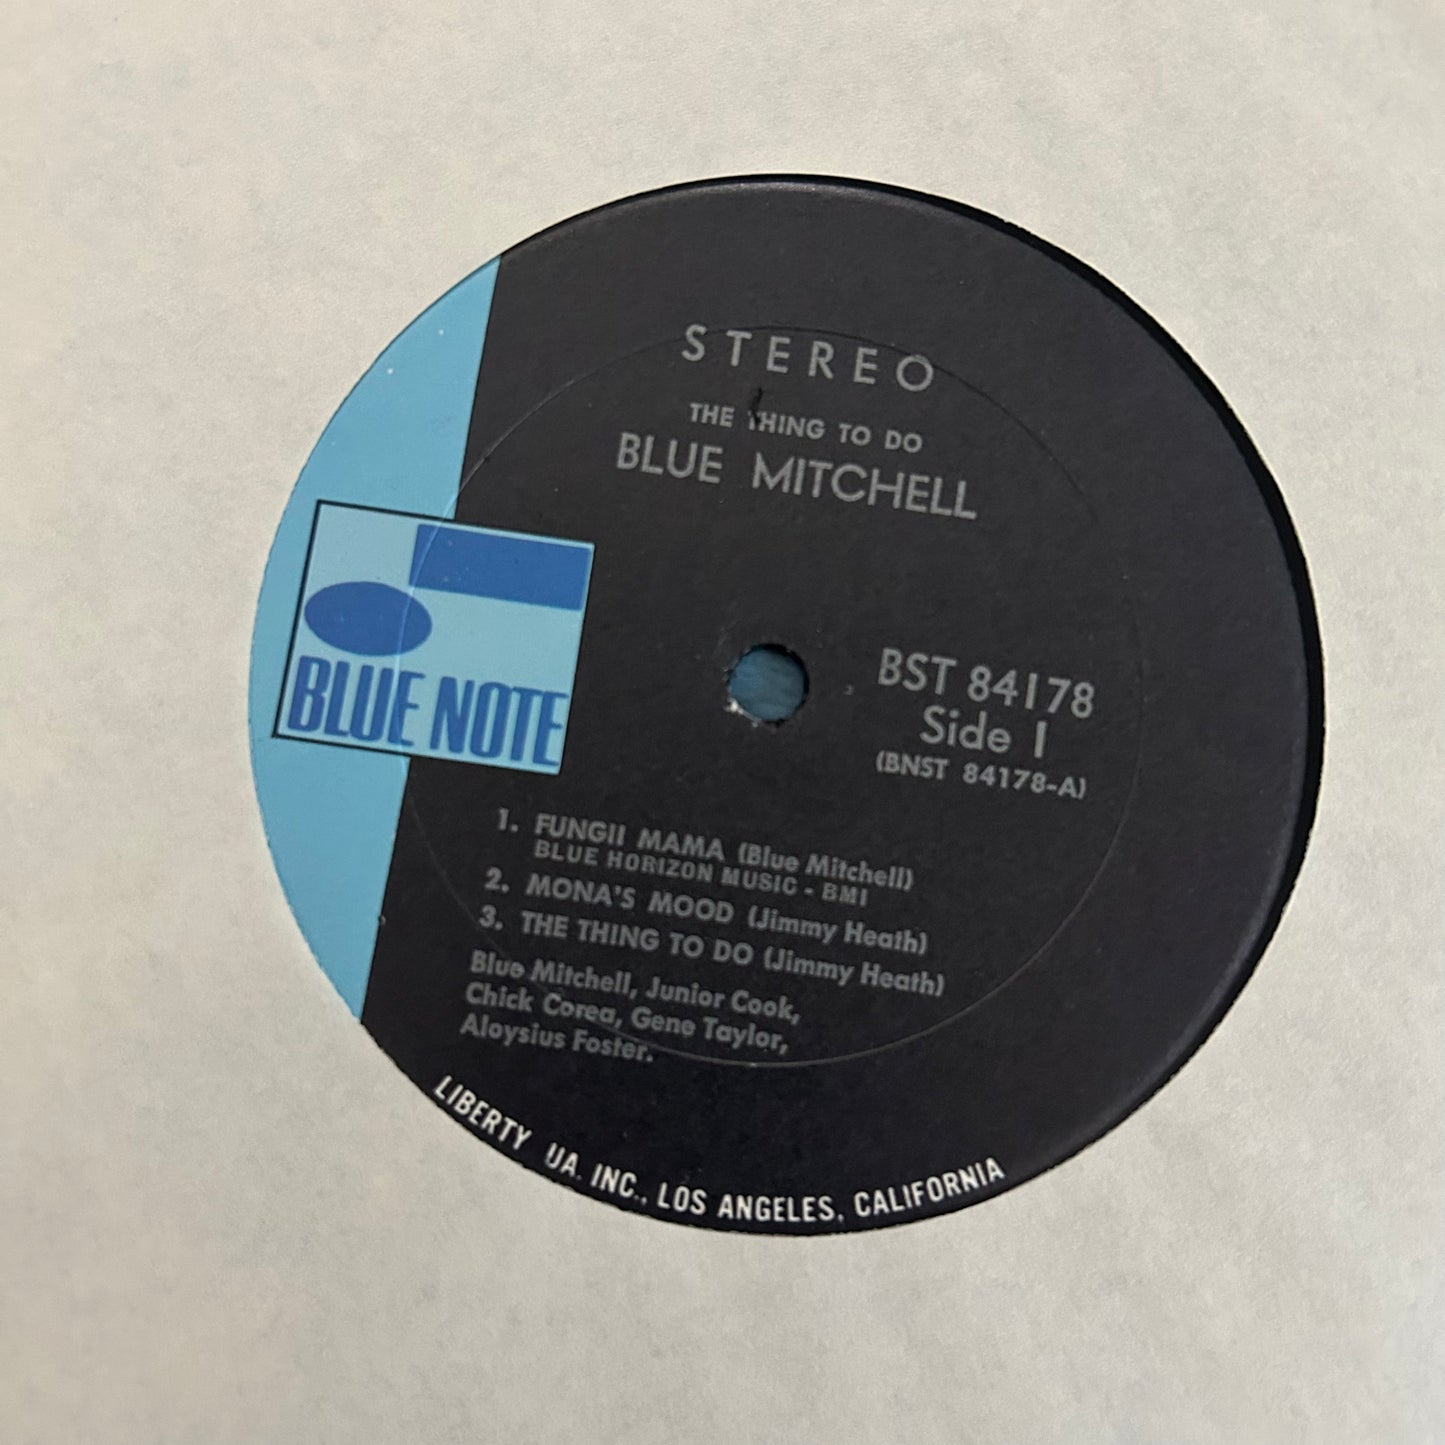 STEREO
THE THING TO DO
BLUE MITCHELL
BLUE NOTE
BST 84178
Side 1
(BNST 84178-A)
1. FUNGII MAMA (Blue Mitchell)
BLUE HORIZON MUSIC - BMI
2. MONA'S MOOD (Jimmy Heath)
3. THE THING TO DO (Jimmy Heath)
Blue Mitchell, Junior Cook,
Chick Corea, Gene Taylor,
Aloysius Foster.
LIBERTY UA, INC., LOS ANGELES, CALIFORNIA